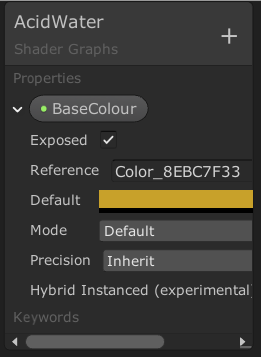 AcidWater
Shader Graphs
Properties
BaseColour
Exposed
Reference Color_8EBC7F33
Default
Mode Default
Precision Inherit
Hybrid Instanced (experimental)
Keywords